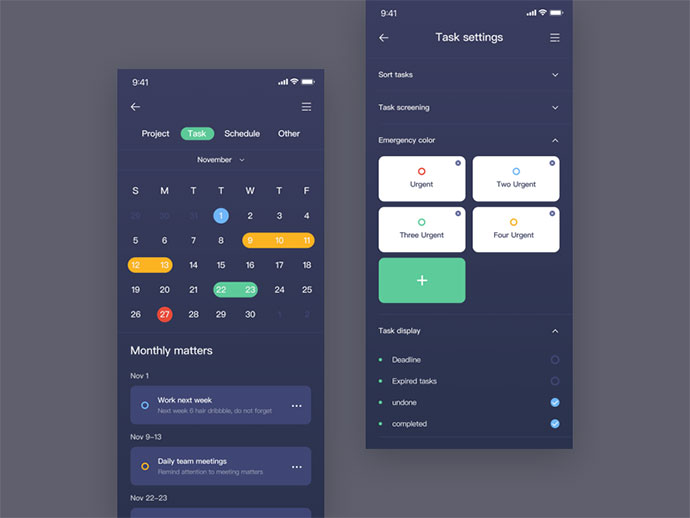 9:41
Project Task Schedule Other
November
S M T T W T F
29 30 31 1 2 3 4
5 6 7 8 9 10 11
12 13 14 15 16 17 18
19 20 21 22 23 24 25
26 27 28 29 30 1 2
Monthly matters
Nov 1
Work next week
Next week 6 hair dribbble, do not forget
Nov 9–13
Daily team meetings
Remind attention to meeting matters
Nov 22–23
9:41
Task settings
Sort tasks
Task screening
Emergency color
Urgent
Two Urgent
Three Urgent
Four Urgent
+
Task display
Deadline
Expired tasks
undone
completed